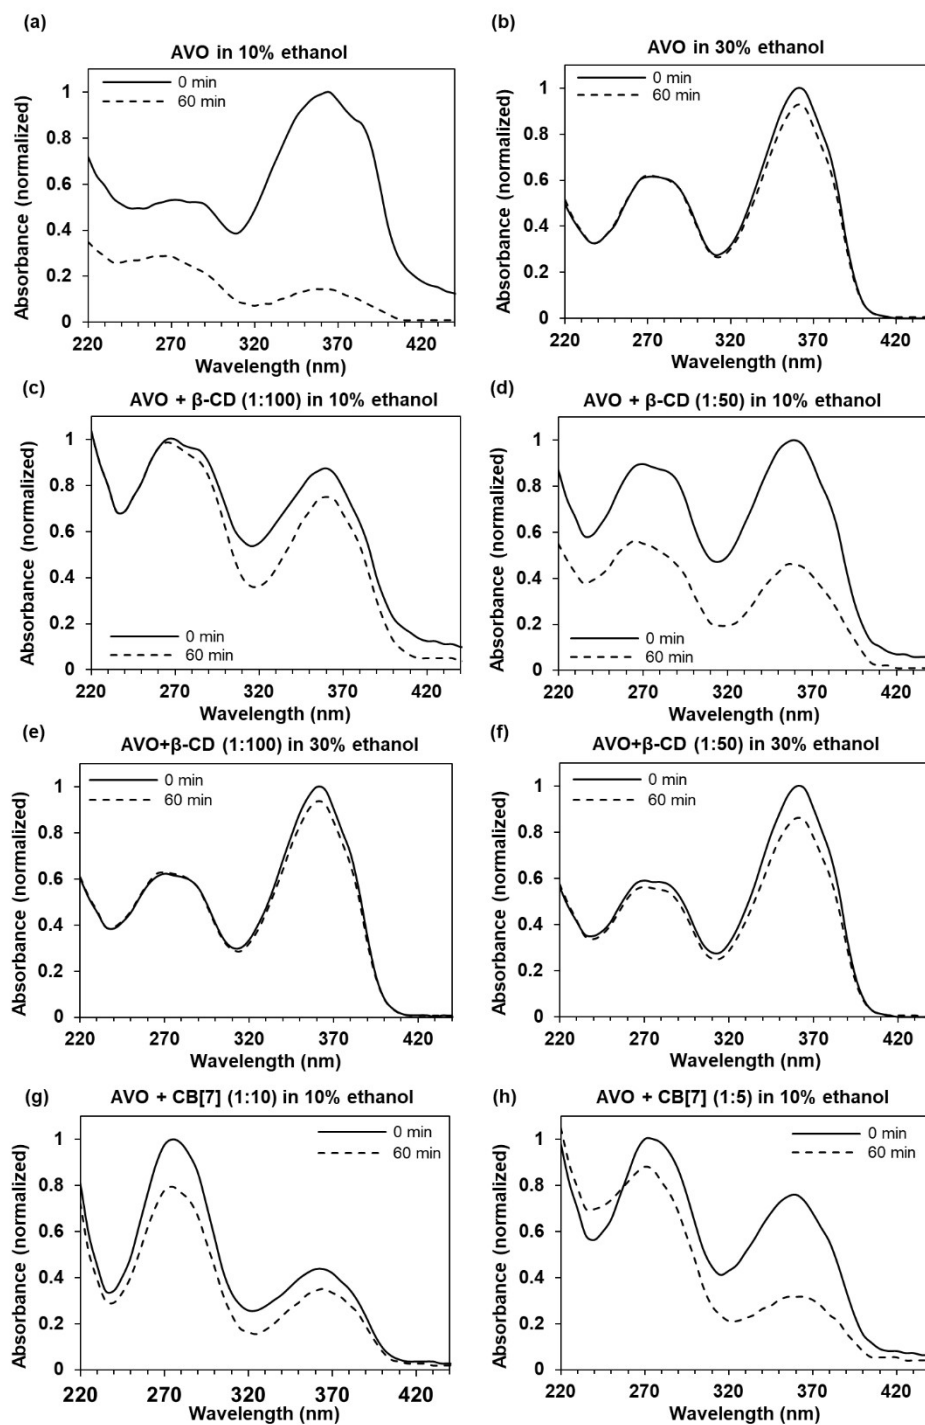 (a)
AVO in 10% ethanol
0 min
60 min
1
0.8
0.6
0.4
0.2
0
220 270 320 370 420
Wavelength (nm)
Absorbance (normalized)
(b)
AVO in 30% ethanol
0 min
60 min
1
0.8
0.6
0.4
0.2
0
220 270 320 370 420
Wavelength (nm)
Absorbance (normalized)
(c)
AVO + β-CD (1:100) in 10% ethanol
1
0.8
0.6
0.4
0.2
0
0 min
60 min
220 270 320 370 420
Wavelength (nm)
Absorbance (normalized)
(d)
AVO + β-CD (1:50) in 10% ethanol
1
0.8
0.6
0.4
0.2
0
0 min
60 min
220 270 320 370 420
Wavelength (nm)
Absorbance (normalized)
(e)
AVO+β-CD (1:100) in 30% ethanol
0 min
60 min
1
0.8
0.6
0.4
0.2
0
220 270 320 370 420
Wavelength (nm)
Absorbance (normalized)
(f)
AVO+β-CD (1:50) in 30% ethanol
0 min
60 min
1
0.8
0.6
0.4
0.2
0
220 270 320 370 420
Wavelength (nm)
Absorbance (normalized)
(g)
AVO + CB[7] (1:10) in 10% ethanol
0 min
60 min
1
0.8
0.6
0.4
0.2
0
220 270 320 370 420
Wavelength (nm)
Absorbance (normalized)
(h)
AVO + CB[7] (1:5) in 10% ethanol
0 min
60 min
1
0.8
0.6
0.4
0.2
0
220 270 320 370 420
Wavelength (nm)
Absorbance (normalized)